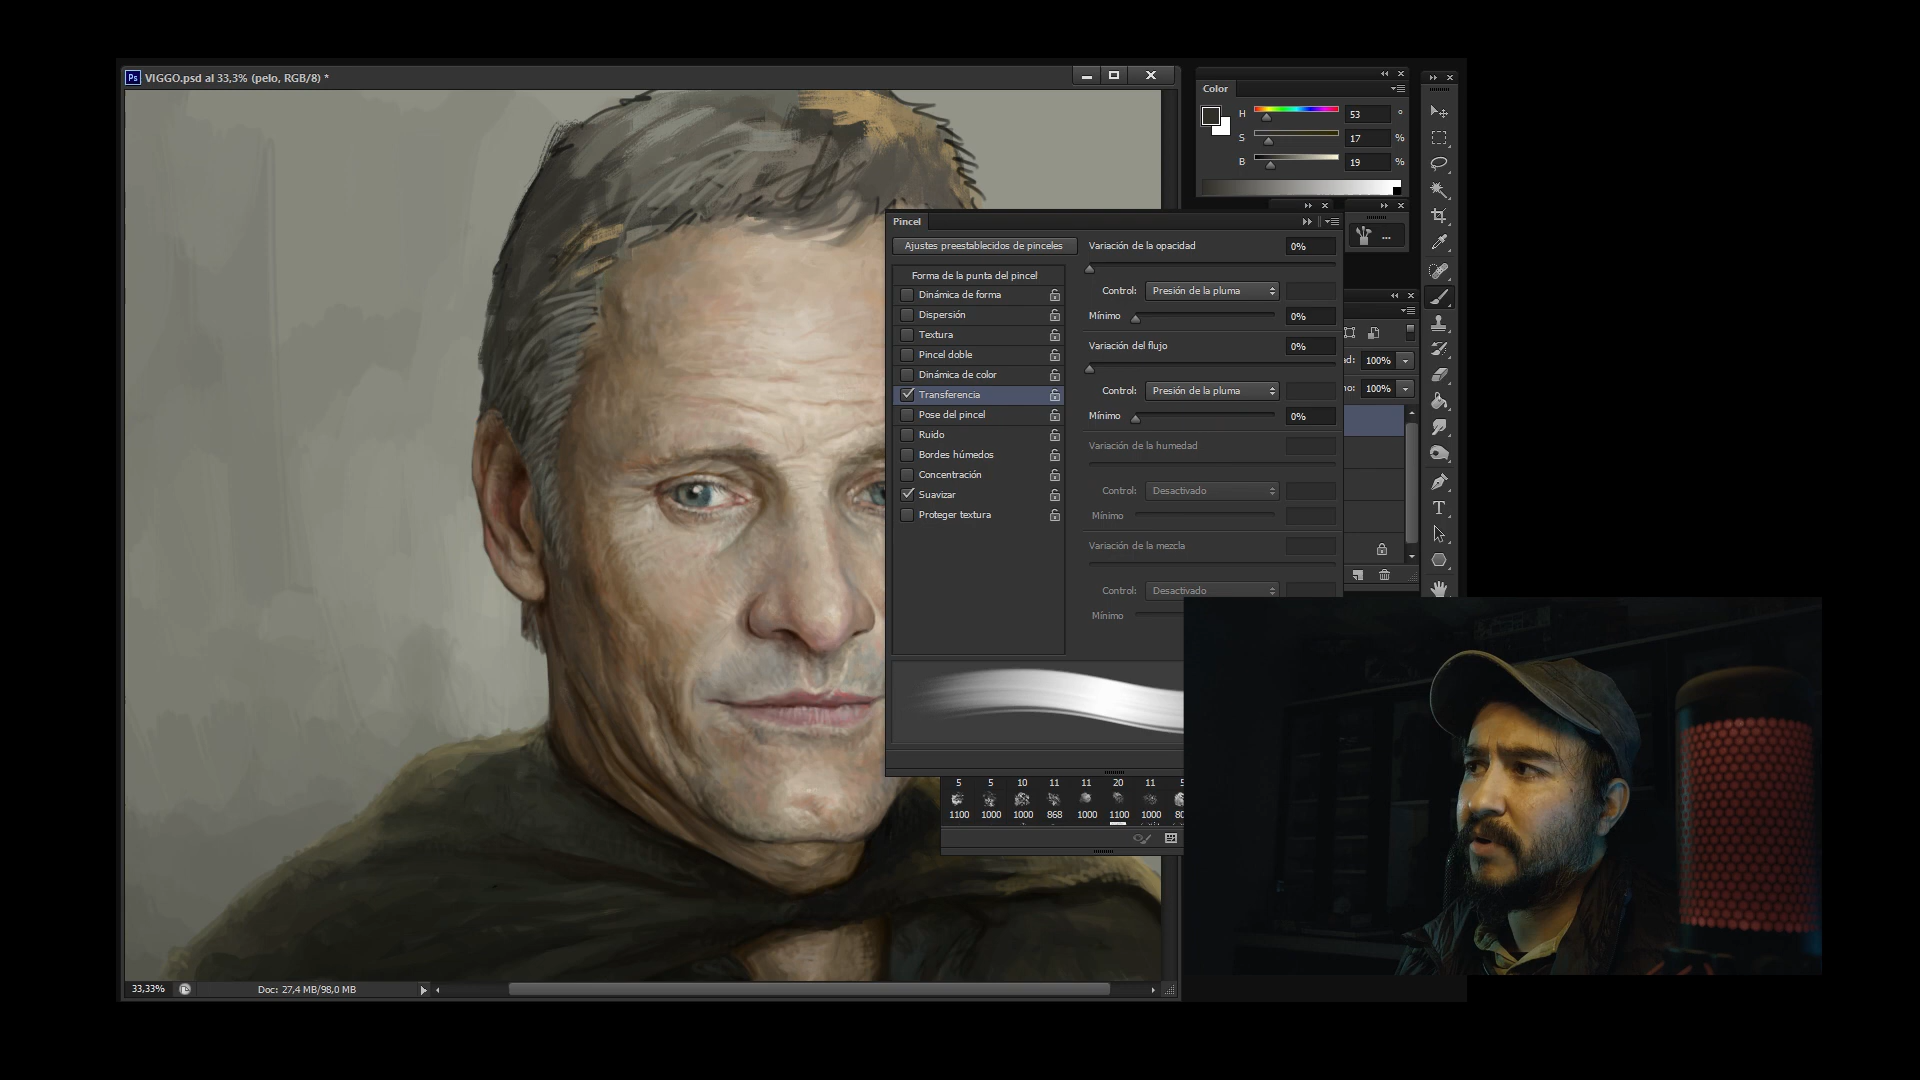 Ps VIGGO.psd al 33,3% (pelo, RGB/8) *
Color
H 53 °
S 17 %
B 19 %
Pincel
Ajustes preestablecidos de pinceles
Forma de la punta del pincel
Dinámica de forma
Dispersión
Textura
Pincel doble
Dinámica de color
Transferencia
Pose del pincel
Ruido
Bordes húmedos
Concentración
Suavizar
Proteger textura
Variación de la opacidad 0%
Control: Presión de la pluma
Mínimo 0%
Variación del flujo 0%
Control: Presión de la pluma
Mínimo 0%
Variación de la humedad
Control: Desactivado
Mínimo
Variación de la mezcla
Control: Desactivado
Mínimo
100%
100%
T
5 5 10 11 11 20 11 5
1100 1000 1000 868 1000 1100 1000
33,33% Doc: 27,4 MB/98,0 MB